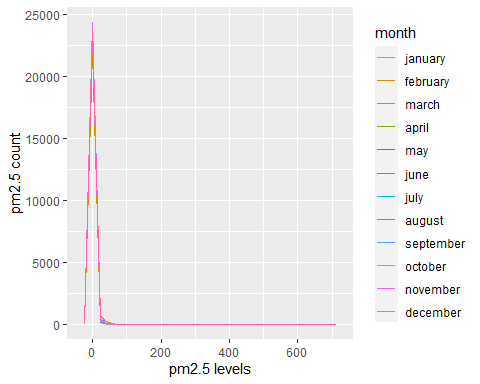 month
january
february
march
april
may
june
july
august
september
october
november
december
25000
20000
15000
10000
5000
0
pm2.5 count
0 200 400 600
pm2.5 levels